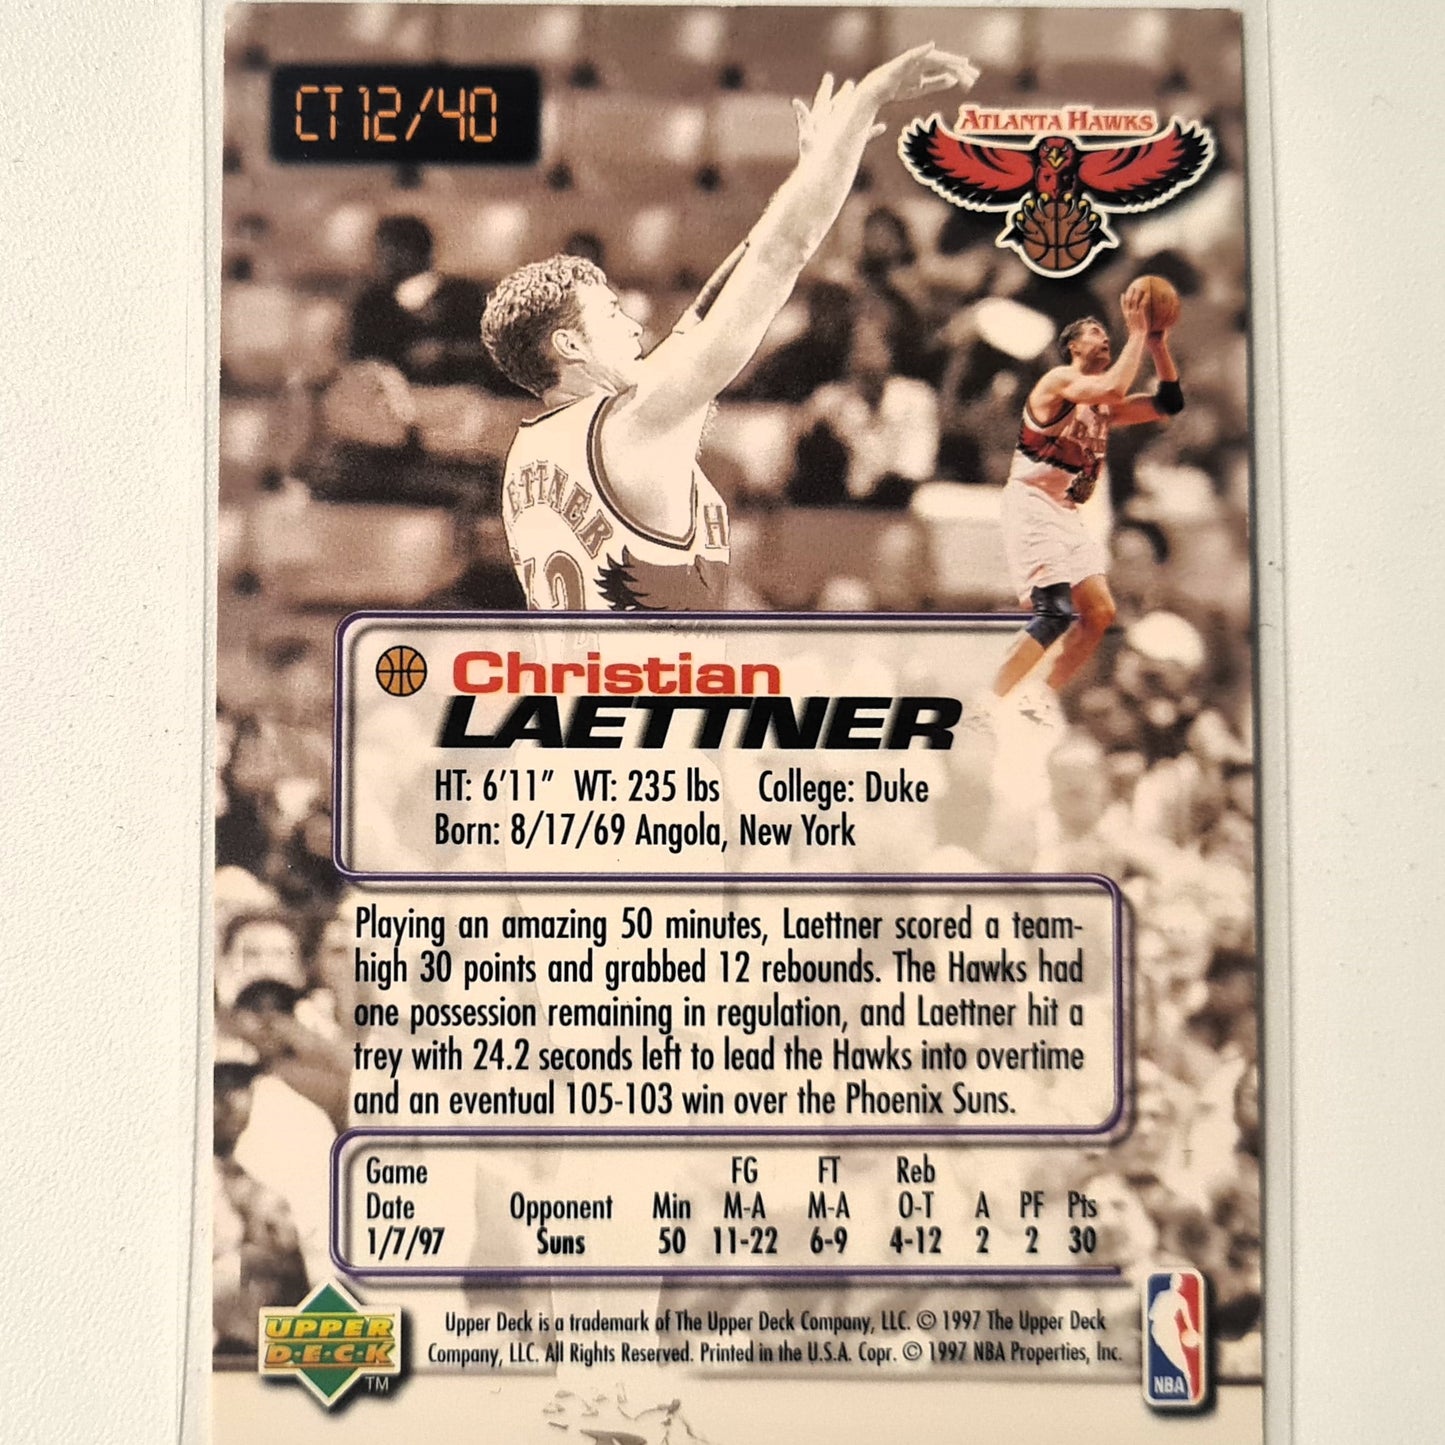 CT 12/40
ATLANTA HAWKS
ETTNER
H
Christian
LAETTNER
HT: 6'11" WT: 235 lbs College: Duke
Born: 8/17/69 Angola, New York
Playing an amazing 50 minutes, Laettner scored a team-
high 30 points and grabbed 12 rebounds. The Hawks had
one possession remaining in regulation, and Laettner hit a
trey with 24.2 seconds left to lead the Hawks into overtime
and an eventual 105-103 win over the Phoenix Suns.
Game FG FT Reb
Date Opponent Min M-A M-A O-T A PF Pts
1/7/97 Suns 50 11-22 6-9 4-12 2 2 30
UPPER
D·E·C·K
TM
Upper Deck is a trademark of The Upper Deck Company, LLC. © 1997 The Upper Deck
Company, LLC. All Rights Reserved. Printed in the U.S.A. Copr. © 1997 NBA Properties, Inc.
NBA